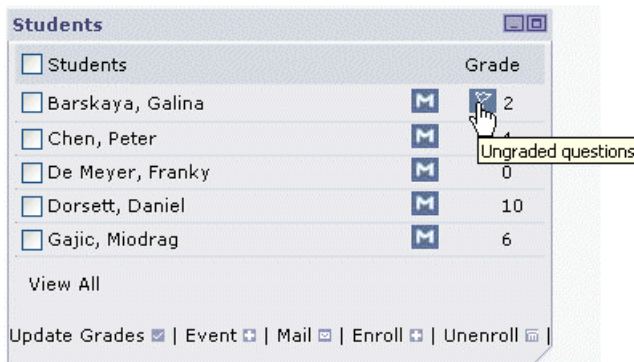 Students
Students Grade
Barskaya, Galina M 2
Chen, Peter M
Ungraded questions
De Meyer, Franky M 0
Dorsett, Daniel M 10
Gajic, Miodrag M 6
View All
Update Grades | Event | Mail | Enroll | Unenroll |